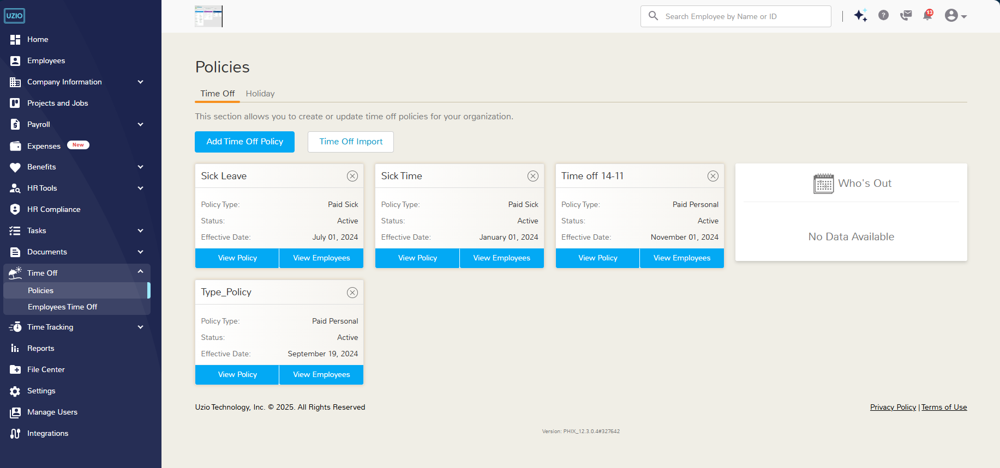 UZIO
Search Employee by Name or ID
13
Home
Employees
Company Information
Projects and Jobs
Payroll
Expenses New
Benefits
HR Tools
HR Compliance
Tasks
Documents
Time Off
Policies
Employees Time Off
Time Tracking
Reports
File Center
Settings
Manage Users
Integrations
Policies
Time Off Holiday
This section allows you to create or update time off policies for your organization.
Add Time Off Policy Time Off Import
Sick Leave
Policy Type: Paid Sick
Status: Active
Effective Date: July 01, 2024
View Policy View Employees
Sick Time
Policy Type: Paid Sick
Status: Active
Effective Date: January 01, 2024
View Policy View Employees
Time off 14-11
Policy Type: Paid Personal
Status: Active
Effective Date: November 01, 2024
View Policy View Employees
Who's Out
No Data Available
Type_Policy
Policy Type: Paid Personal
Status: Active
Effective Date: September 19, 2024
View Policy View Employees
Uzio Technology, Inc. © 2025. All Rights Reserved
Privacy Policy | Terms of Use
Version: PHIX_12.3.0.4#327642